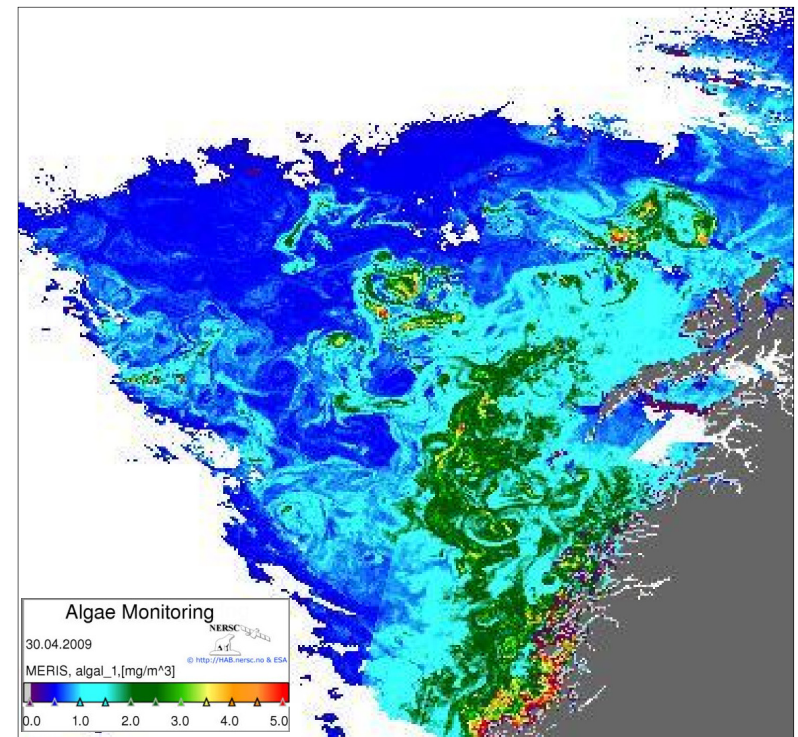 Algae Monitoring
NERSC
30.04.2009
© http://HAB.nersc.no & ESA
MERIS, algal_1,[mg/m^3]
0.0 1.0 2.0 3.0 4.0 5.0